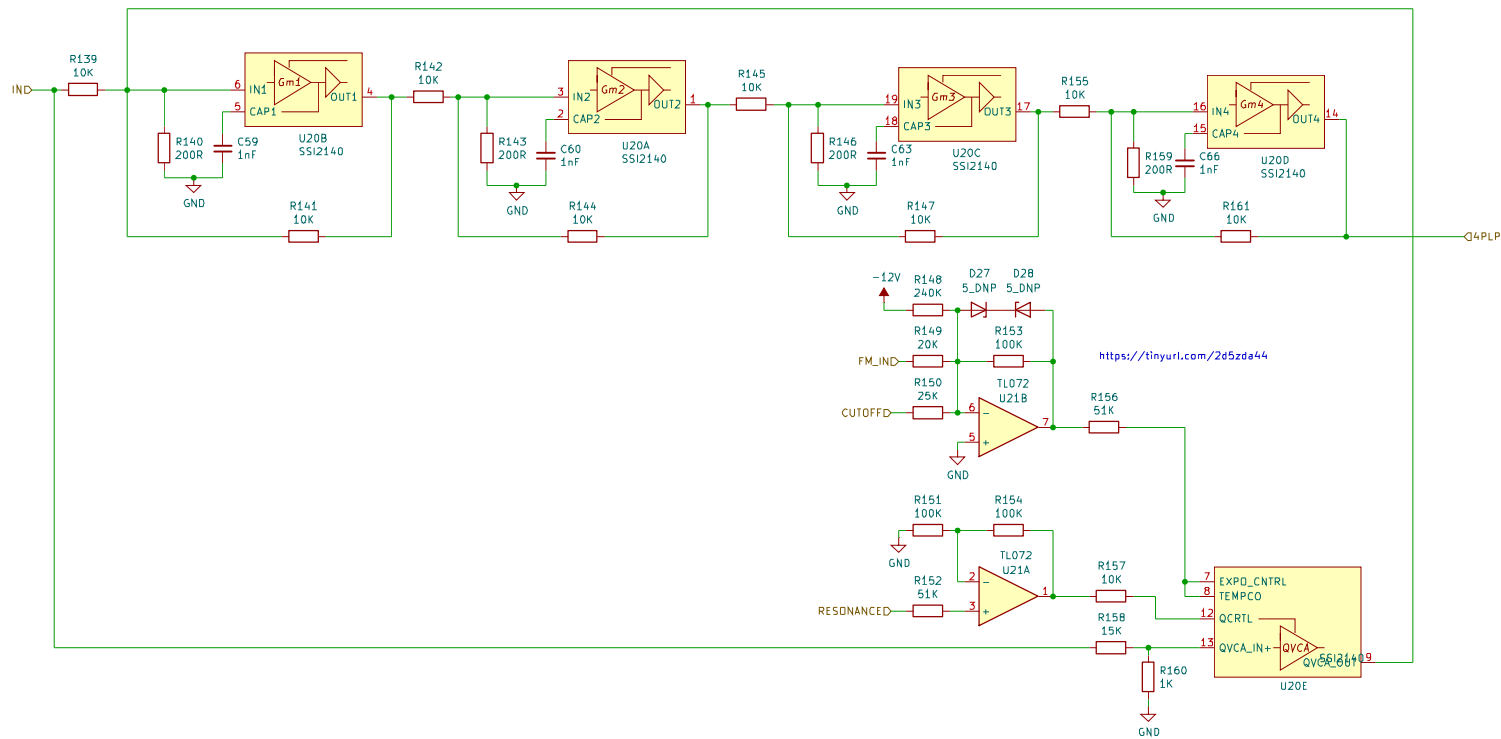 IN
R139
10K
6
IN1
Gm1
5
CAP1
OUT1
4
U20B
SSI2140
R140
200R
C59
1nF
GND
R141
10K
R142
10K
3
IN2
Gm2
2
CAP2
OUT2
1
U20A
SSI2140
R143
200R
C60
1nF
GND
R144
10K
R145
10K
19
IN3
Gm3
18
CAP3
OUT3
17
U20C
SSI2140
R146
200R
C63
1nF
GND
R147
10K
R155
10K
16
IN4
Gm4
15
CAP4
OUT4
14
U20D
SSI2140
R159
200R
C66
1nF
GND
R161
10K
4PLP
-12V
R148
240K
D27
5_DNP
D28
5_DNP
R149
20K
FM_IN
R153
100K
https://tinyurl.com/2d5zda44
R150
25K
CUTOFF
TL072
U21B
6
-
5
+
7
GND
R156
51K
R151
100K
R154
100K
GND
TL072
U21A
R152
51K
RESONANCE
2
-
3
+
1
R157
10K
R158
15K
R160
1K
GND
7
EXPO_CNTRL
8
TEMPCO
12
QCRTL
13
QVCA_IN+
QVCA
SSI2140
QVCA_OUT
9
U20E